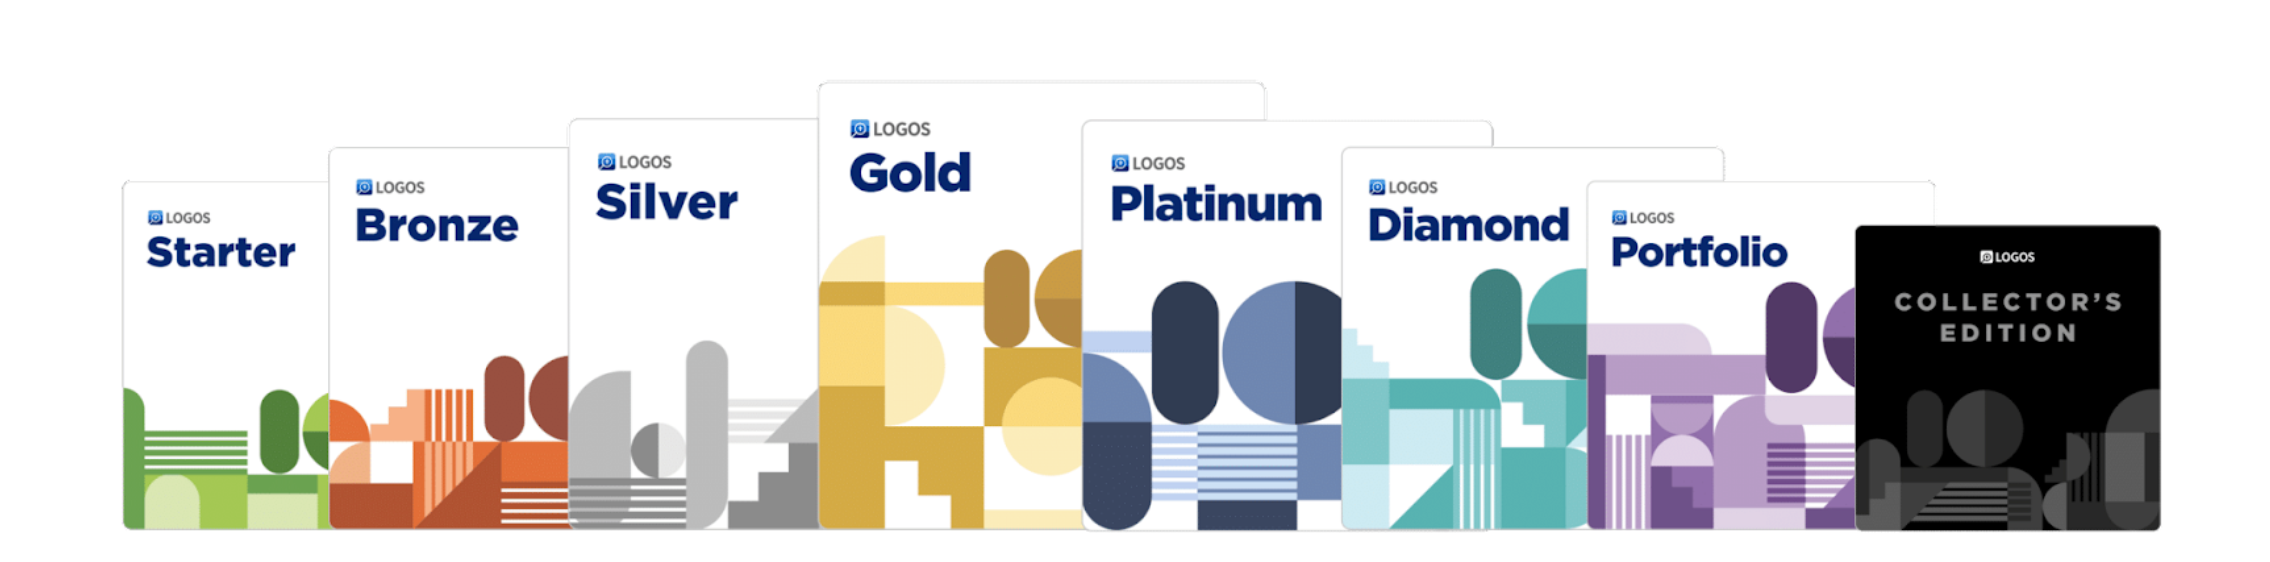 LOGOS
Starter
LOGOS
Bronze
LOGOS
Silver
LOGOS
Gold
LOGOS
Platinum
LOGOS
Diamond
LOGOS
Portfolio
LOGOS
COLLECTOR'S
EDITION